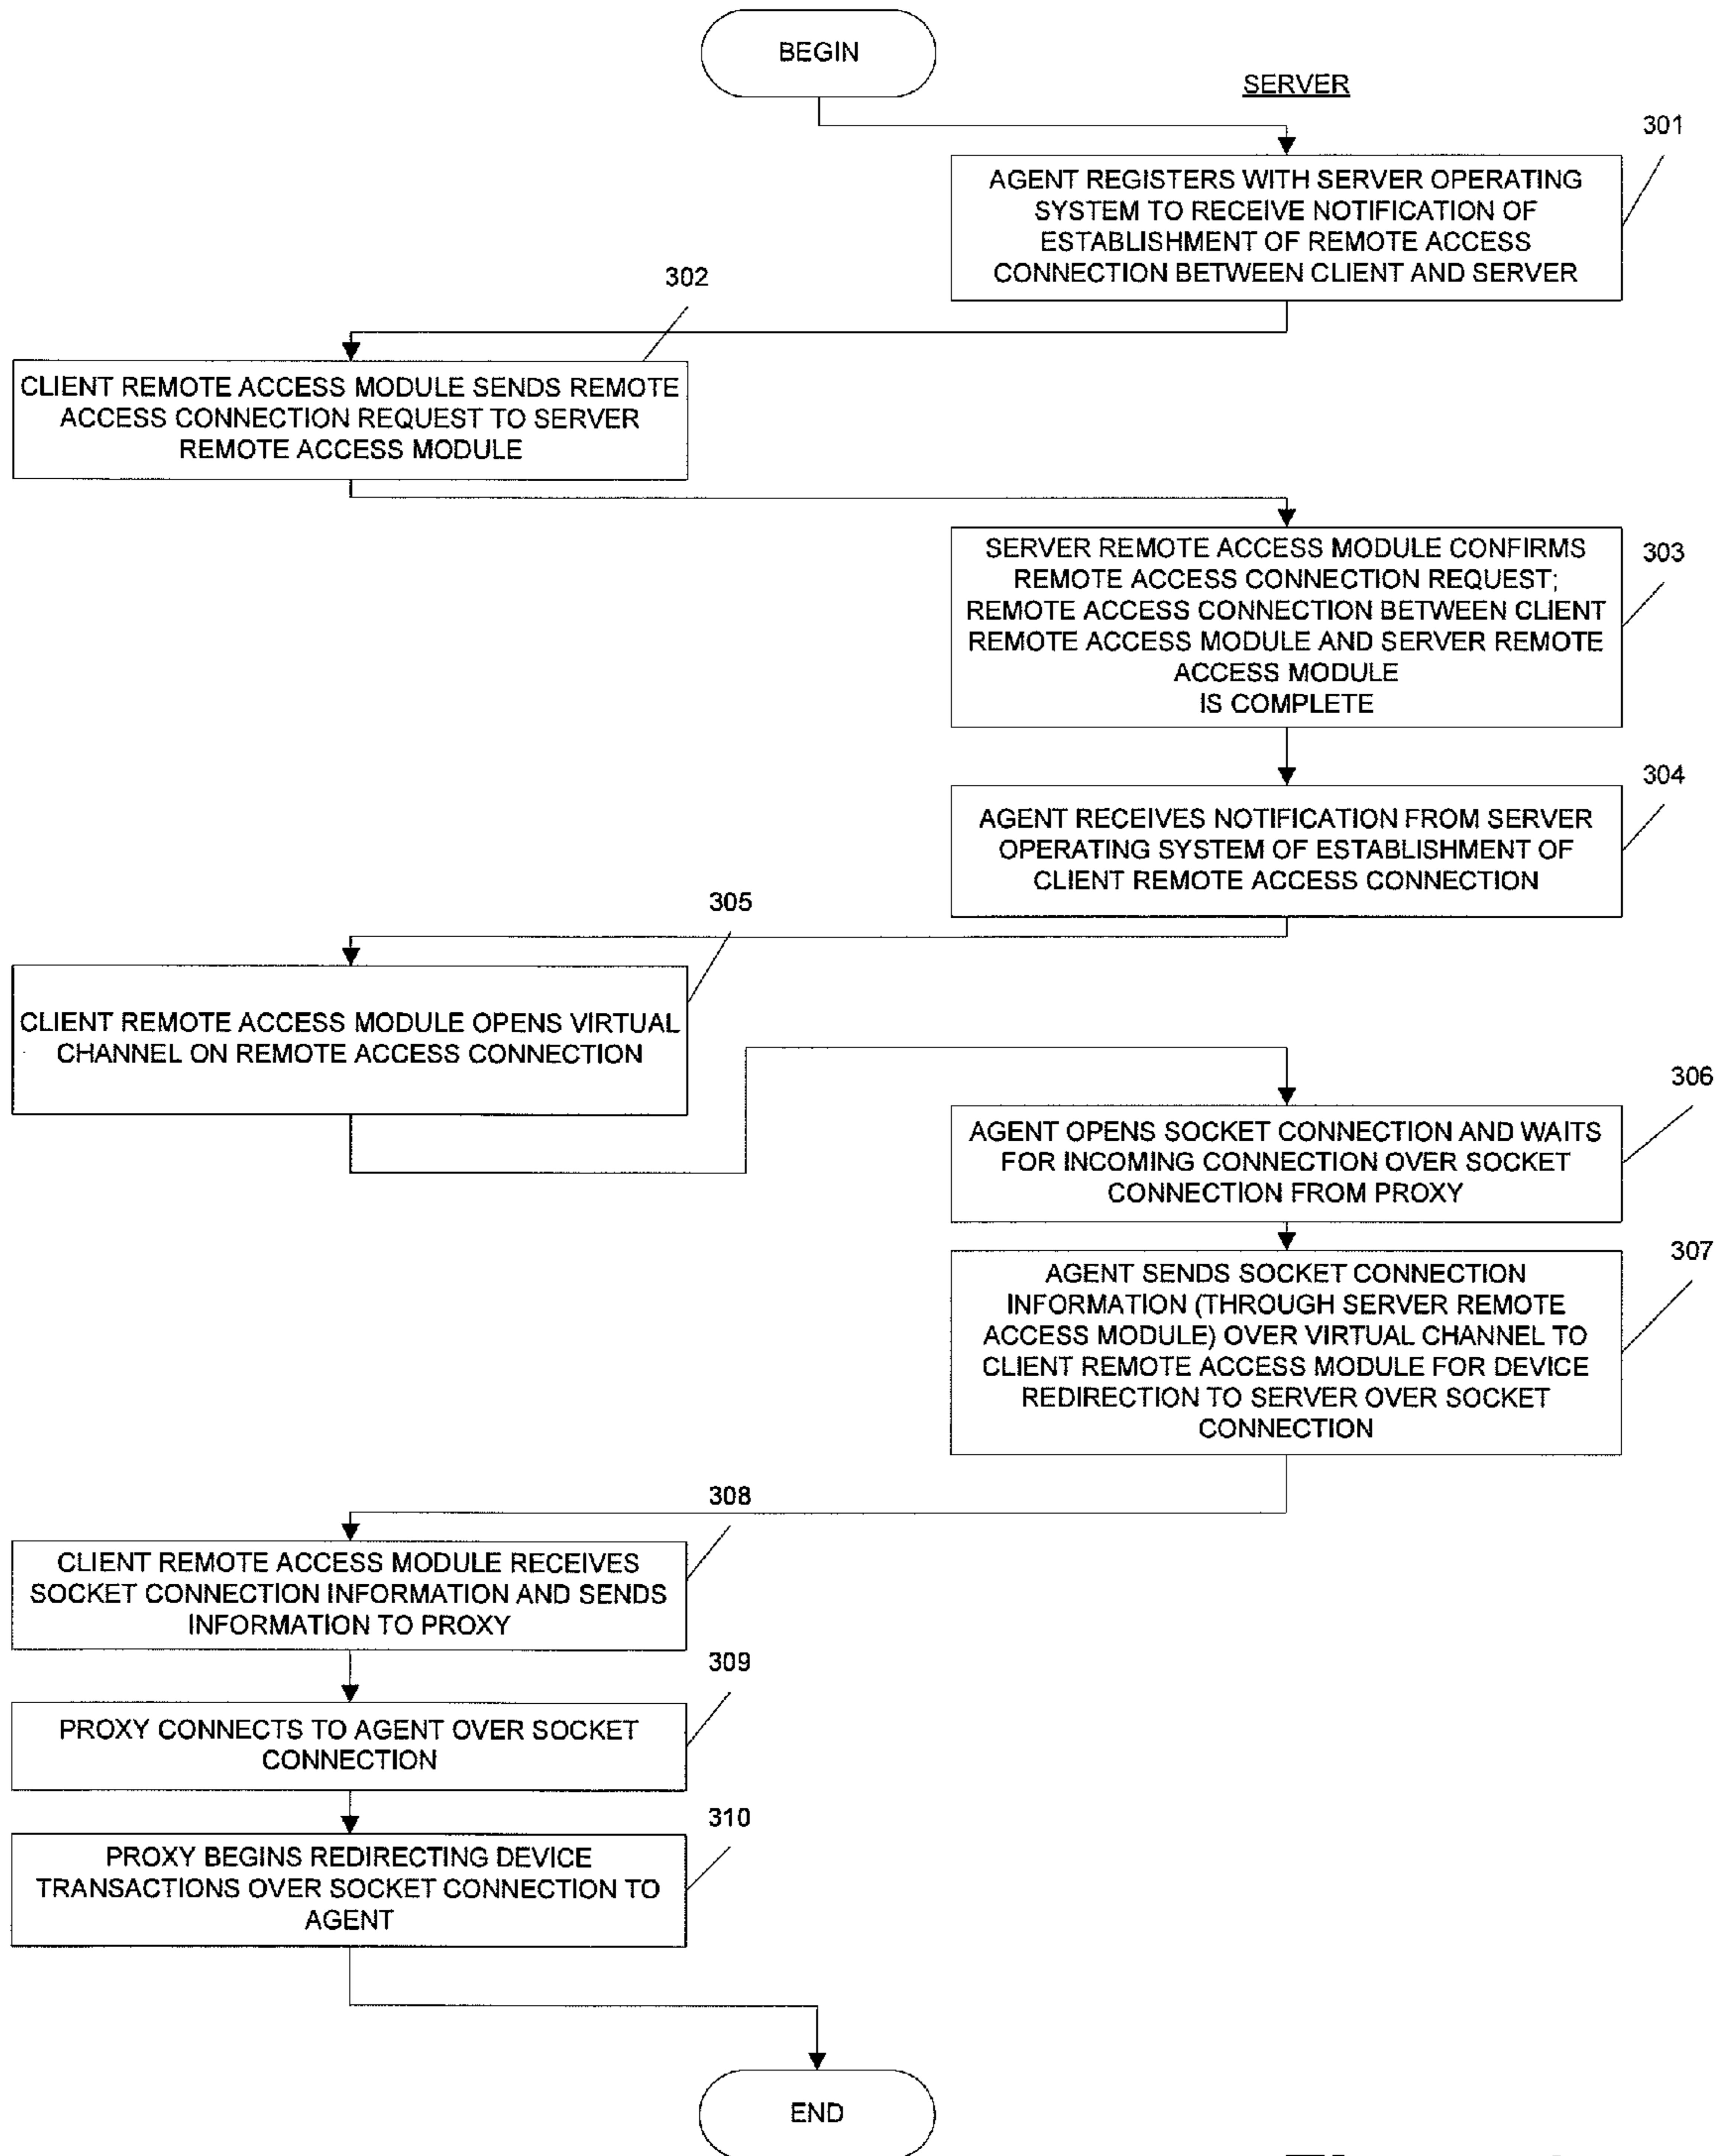 BEGIN
SERVER
301
AGENT REGISTERS WITH SERVER OPERATING
SYSTEM TO RECEIVE NOTIFICATION OF
ESTABLISHMENT OF REMOTE ACCESS
CONNECTION BETWEEN CLIENT AND SERVER
302
CLIENT REMOTE ACCESS MODULE SENDS REMOTE
ACCESS CONNECTION REQUEST TO SERVER
REMOTE ACCESS MODULE
303
SERVER REMOTE ACCESS MODULE CONFIRMS
REMOTE ACCESS CONNECTION REQUEST;
REMOTE ACCESS CONNECTION BETWEEN CLIENT
REMOTE ACCESS MODULE AND SERVER REMOTE
ACCESS MODULE
IS COMPLETE
304
AGENT RECEIVES NOTIFICATION FROM SERVER
OPERATING SYSTEM OF ESTABLISHMENT OF
CLIENT REMOTE ACCESS CONNECTION
305
CLIENT REMOTE ACCESS MODULE OPENS VIRTUAL
CHANNEL ON REMOTE ACCESS CONNECTION
306
AGENT OPENS SOCKET CONNECTION AND WAITS
FOR INCOMING CONNECTION OVER SOCKET
CONNECTION FROM PROXY
307
AGENT SENDS SOCKET CONNECTION
INFORMATION (THROUGH SERVER REMOTE
ACCESS MODULE) OVER VIRTUAL CHANNEL TO
CLIENT REMOTE ACCESS MODULE FOR DEVICE
REDIRECTION TO SERVER OVER SOCKET
CONNECTION
308
CLIENT REMOTE ACCESS MODULE RECEIVES
SOCKET CONNECTION INFORMATION AND SENDS
INFORMATION TO PROXY
309
PROXY CONNECTS TO AGENT OVER SOCKET
CONNECTION
310
PROXY BEGINS REDIRECTING DEVICE
TRANSACTIONS OVER SOCKET CONNECTION TO
AGENT
END